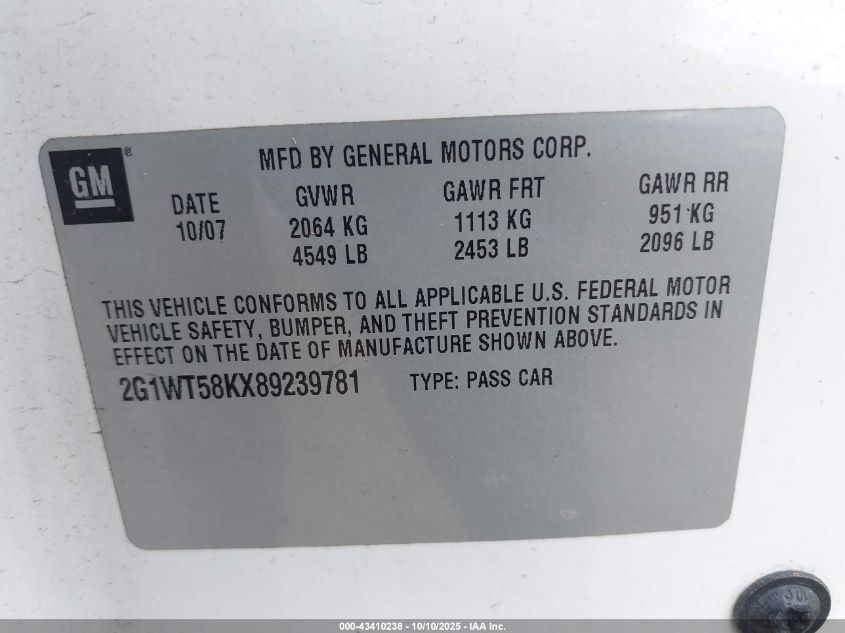 GM®
MFD BY GENERAL MOTORS CORP.
DATE GVWR GAWR FRT GAWR RR
10/07 2064 KG 1113 KG 951 KG
4549 LB 2453 LB 2096 LB
THIS VEHICLE CONFORMS TO ALL APPLICABLE U.S. FEDERAL MOTOR
VEHICLE SAFETY, BUMPER, AND THEFT PREVENTION STANDARDS IN
EFFECT ON THE DATE OF MANUFACTURE SHOWN ABOVE.
2G1WT58KX89239781 TYPE: PASS CAR
000-43410238 - 10/10/2025 - IAA Inc.